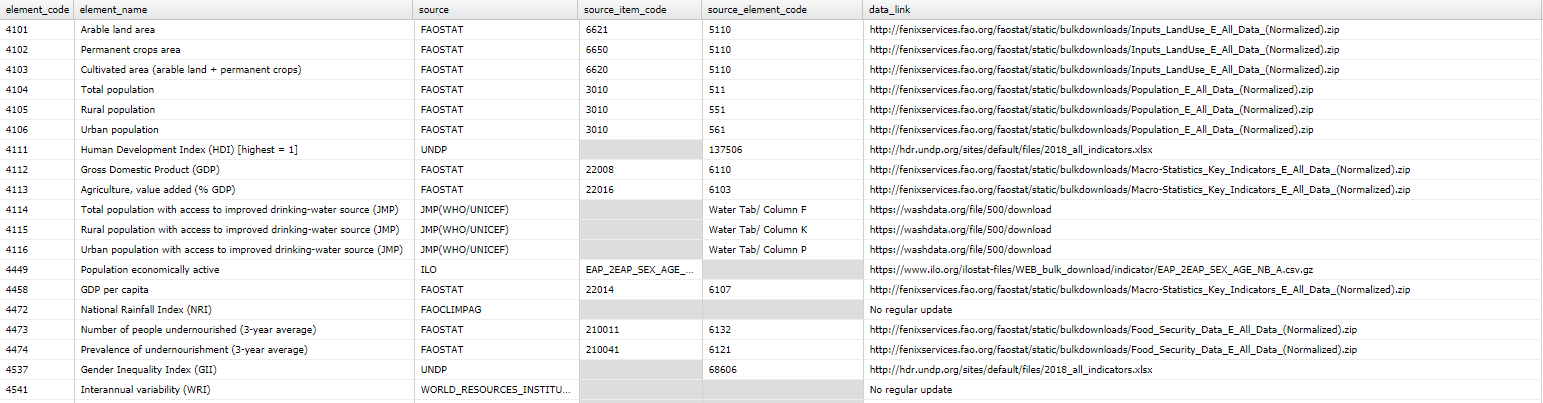 element_code element_name source source_item_code source_element_code data_link
4101 Arable land area FAOSTAT 6621 5110 http://fenixservices.fao.org/faostat/static/bulkdownloads/Inputs_LandUse_E_All_Data_(Normalized).zip
4102 Permanent crops area FAOSTAT 6650 5110 http://fenixservices.fao.org/faostat/static/bulkdownloads/Inputs_LandUse_E_All_Data_(Normalized).zip
4103 Cultivated area (arable land + permanent crops) FAOSTAT 6620 5110 http://fenixservices.fao.org/faostat/static/bulkdownloads/Inputs_LandUse_E_All_Data_(Normalized).zip
4104 Total population FAOSTAT 3010 511 http://fenixservices.fao.org/faostat/static/bulkdownloads/Population_E_All_Data_(Normalized).zip
4105 Rural population FAOSTAT 3010 551 http://fenixservices.fao.org/faostat/static/bulkdownloads/Population_E_All_Data_(Normalized).zip
4106 Urban population FAOSTAT 3010 561 http://fenixservices.fao.org/faostat/static/bulkdownloads/Population_E_All_Data_(Normalized).zip
4111 Human Development Index (HDI) [highest = 1] UNDP 137506 http://hdr.undp.org/sites/default/files/2018_all_indicators.xlsx
4112 Gross Domestic Product (GDP) FAOSTAT 22008 6110 http://fenixservices.fao.org/faostat/static/bulkdownloads/Macro-Statistics_Key_Indicators_E_All_Data_(Normalized).zip
4113 Agriculture, value added (% GDP) FAOSTAT 22016 6103 http://fenixservices.fao.org/faostat/static/bulkdownloads/Macro-Statistics_Key_Indicators_E_All_Data_(Normalized).zip
4114 Total population with access to improved drinking-water source (JMP) JMP(WHO/UNICEF) Water Tab/ Column F https://washdata.org/file/500/download
4115 Rural population with access to improved drinking-water source (JMP) JMP(WHO/UNICEF) Water Tab/ Column K https://washdata.org/file/500/download
4116 Urban population with access to improved drinking-water source (JMP) JMP(WHO/UNICEF) Water Tab/ Column P https://washdata.org/file/500/download
4449 Population economically active ILO EAP_2EAP_SEX_AGE_... https://www.ilo.org/ilostat-files/WEB_bulk_download/indicator/EAP_2EAP_SEX_AGE_NB_A.csv.gz
4458 GDP per capita FAOSTAT 22014 6107 http://fenixservices.fao.org/faostat/static/bulkdownloads/Macro-Statistics_Key_Indicators_E_All_Data_(Normalized).zip
4472 National Rainfall Index (NRI) FAOCLIMPAG No regular update
4473 Number of people undernourished (3-year average) FAOSTAT 210011 6132 http://fenixservices.fao.org/faostat/static/bulkdownloads/Food_Security_Data_E_All_Data_(Normalized).zip
4474 Prevalence of undernourishment (3-year average) FAOSTAT 210041 6121 http://fenixservices.fao.org/faostat/static/bulkdownloads/Food_Security_Data_E_All_Data_(Normalized).zip
4537 Gender Inequality Index (GII) UNDP 68606 http://hdr.undp.org/sites/default/files/2018_all_indicators.xlsx
4541 Interannual variability (WRI) WORLD_RESOURCES_INSTITU... No regular update